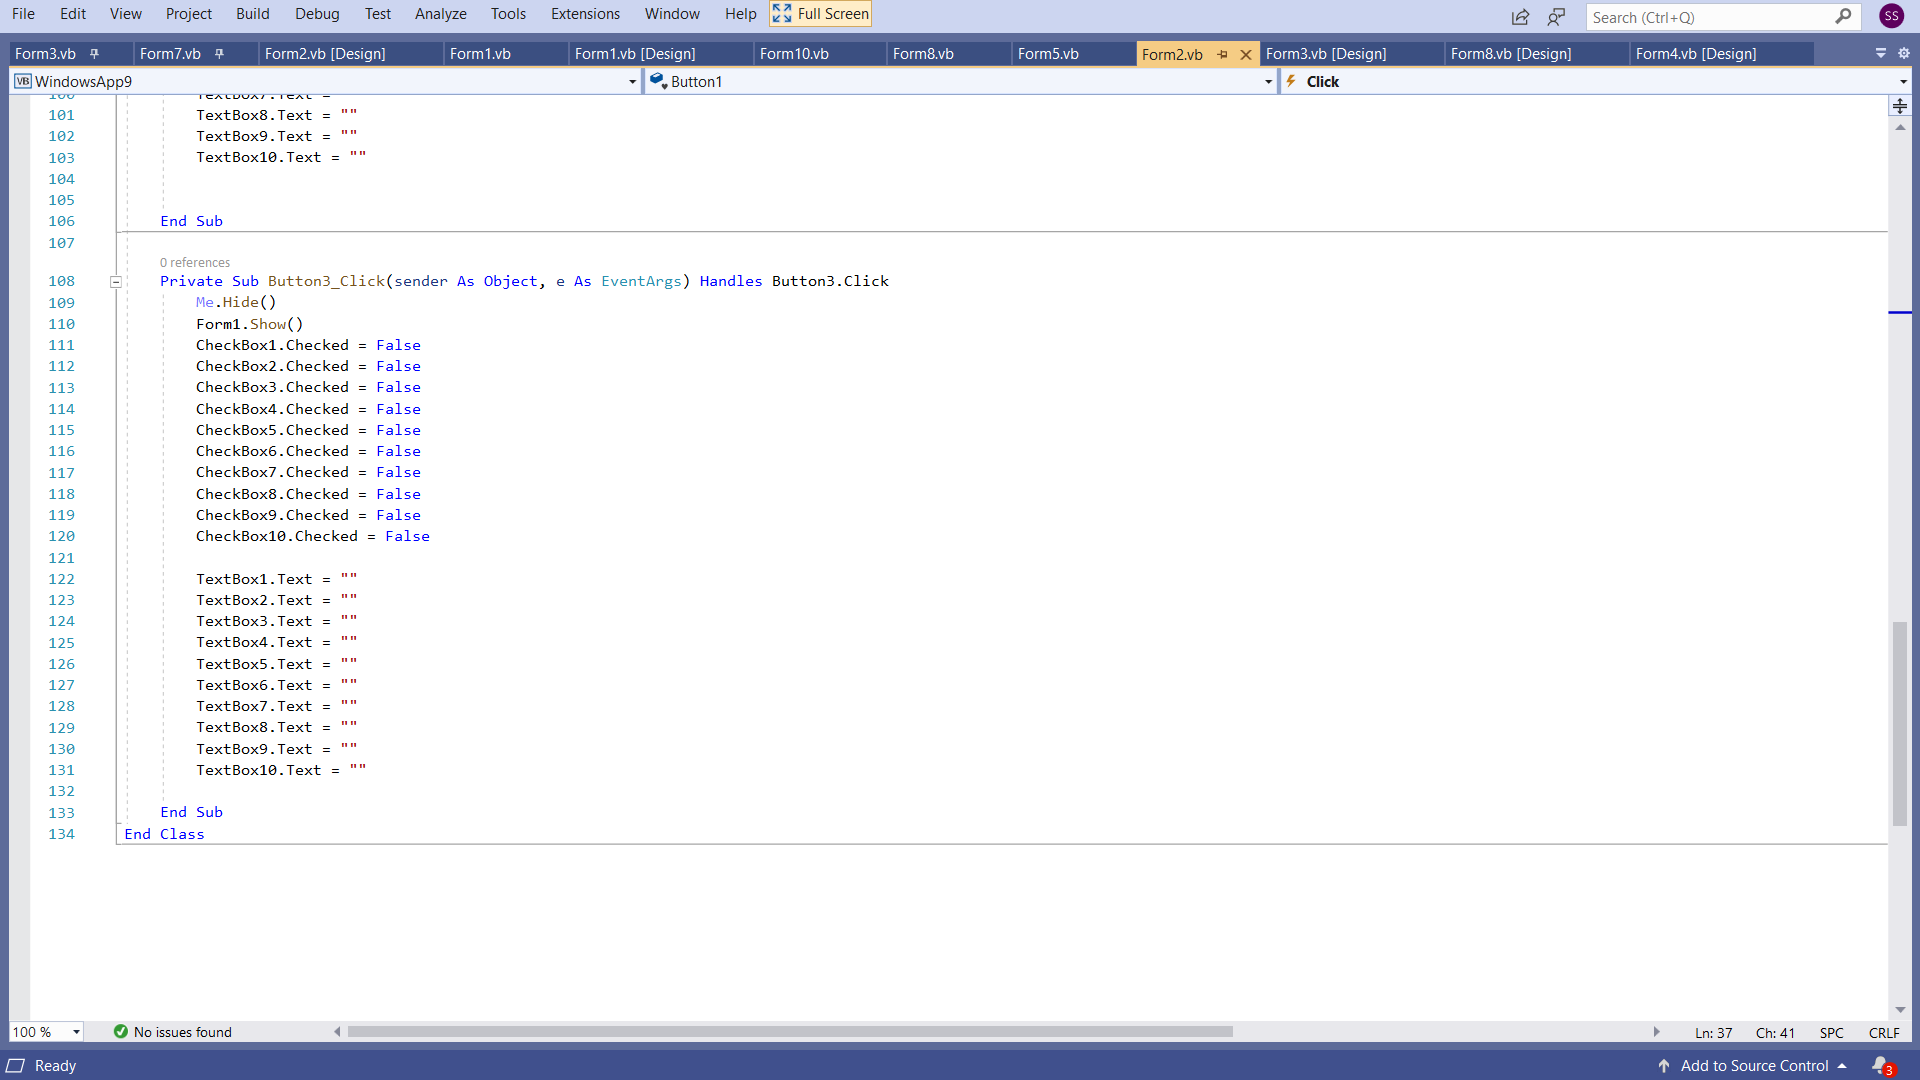 File Edit View Project Build Debug Test Analyze Tools Extensions Window Help Full Screen Search (Ctrl+Q) SS
Form3.vb Form7.vb Form2.vb [Design] Form1.vb Form1.vb [Design] Form10.vb Form8.vb Form5.vb Form2.vb Form3.vb [Design] Form8.vb [Design] Form4.vb [Design]
VB WindowsApp9 Button1 Click
100 TextBox7.Text =
101 TextBox8.Text = ""
102 TextBox9.Text = ""
103 TextBox10.Text = ""
104
105
106 End Sub
107
0 references
108 Private Sub Button3_Click(sender As Object, e As EventArgs) Handles Button3.Click
109 Me.Hide()
110 Form1.Show()
111 CheckBox1.Checked = False
112 CheckBox2.Checked = False
113 CheckBox3.Checked = False
114 CheckBox4.Checked = False
115 CheckBox5.Checked = False
116 CheckBox6.Checked = False
117 CheckBox7.Checked = False
118 CheckBox8.Checked = False
119 CheckBox9.Checked = False
120 CheckBox10.Checked = False
121
122 TextBox1.Text = ""
123 TextBox2.Text = ""
124 TextBox3.Text = ""
125 TextBox4.Text = ""
126 TextBox5.Text = ""
127 TextBox6.Text = ""
128 TextBox7.Text = ""
129 TextBox8.Text = ""
130 TextBox9.Text = ""
131 TextBox10.Text = ""
132
133 End Sub
134 End Class
100 % No issues found Ln: 37 Ch: 41 SPC CRLF
Ready Add to Source Control 3